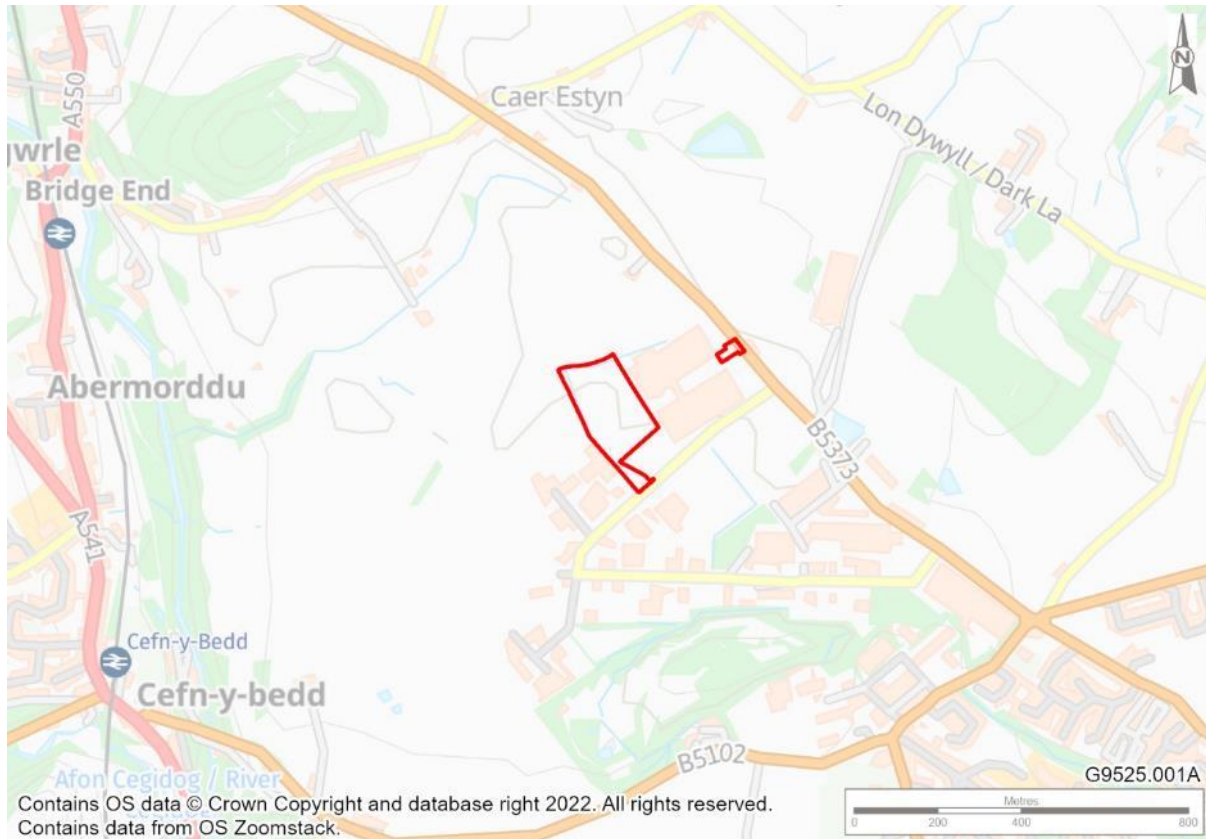 N
A550
Caer Estyn
Lon Dywyll / Dark La
gwrle
Bridge End
Abermorddu
B5373
A541
Cefn-y-Bedd
Cefn-y-bedd
B5102
Afon Cegidog / River
G9525.001A
Contains OS data © Crown Copyright and database right 2022. All rights reserved.
Contains data from OS Zoomstack.
Metres
0 200 400 800